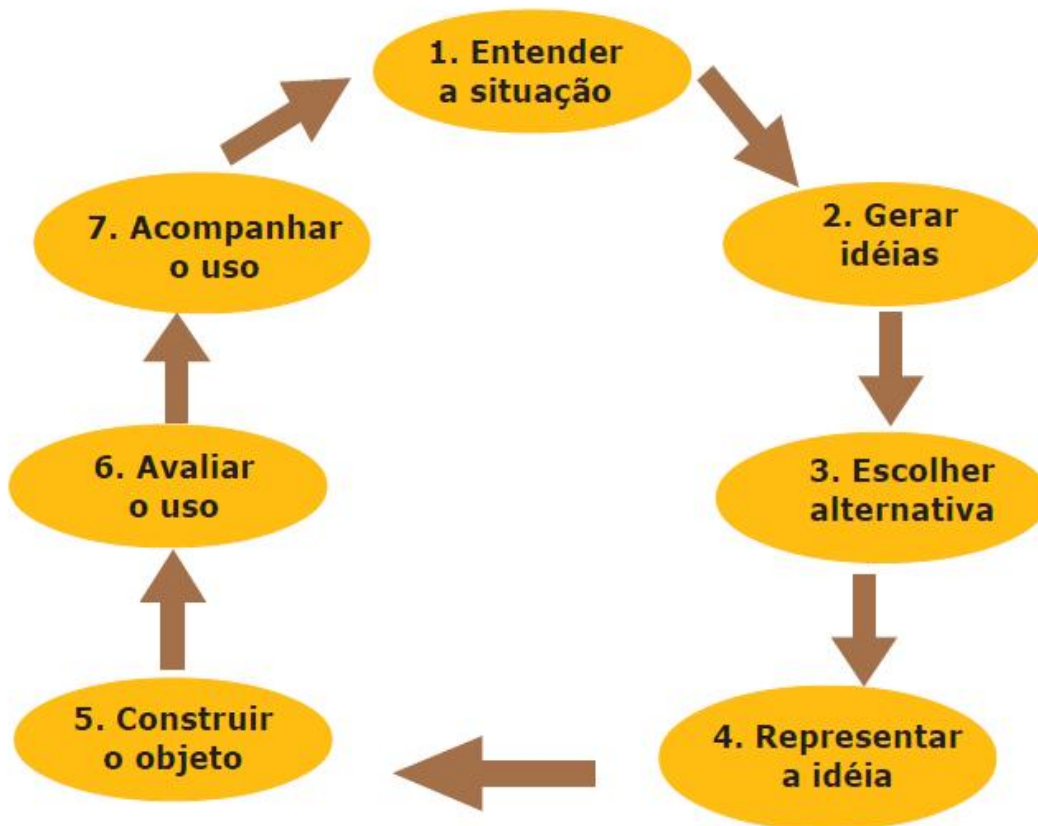 1. Entender
a situação
2. Gerar
idéias
3. Escolher
alternativa
4. Representar
a idéia
5. Construir
o objeto
6. Avaliar
o uso
7. Acompanhar
o uso